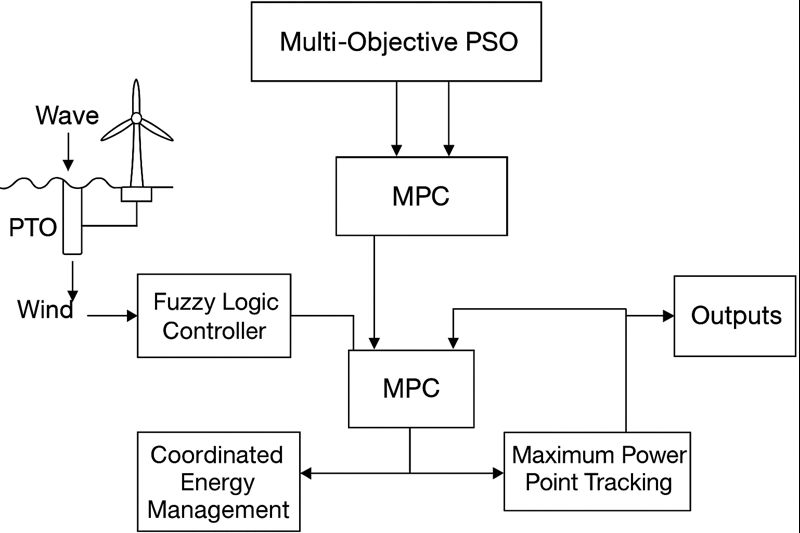 Multi-Objective PSO
Wave
MPC
PTO
Wind
Fuzzy Logic
Controller
Outputs
MPC
Coordinated
Energy
Management
Maximum Power
Point Tracking